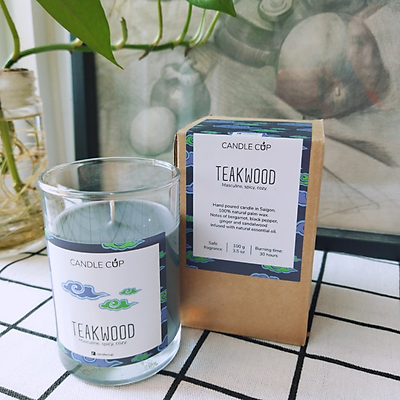 CANDLE CUP
TEAKWOOD
Masculine, spicy, cozy
Hand poured candle in Saigon,
100% natural palm wax.
Notes of bergamot, black pepper,
ginger and sandalwood
infused with natural essential oil.
Safe
fragrance
100 g
3.5 oz
Burning time:
30 hours
CANDLE CUP
TEAKWOOD
Masculine, spicy, cozy